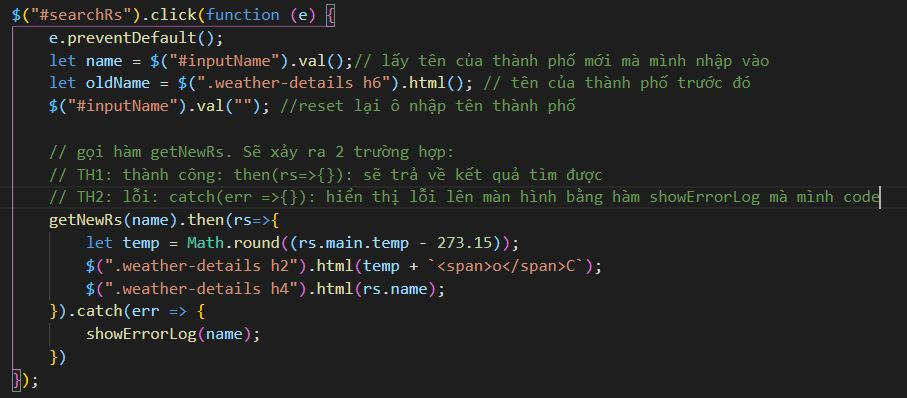 $("#searchRs").click(function (e) {
e.preventDefault();
let name = $("#inputName").val();// lấy tên của thành phố mới mà mình nhập vào
let oldName = $(".weather-details h6").html(); // tên của thành phố trước đó
$("#inputName").val(""); //reset lại ô nhập tên thành phố
// gọi hàm getNewRs. Sẽ xảy ra 2 trường hợp:
// TH1: thành công: then(rs=>{}): sẽ trả về kết quả tìm được
// TH2: lỗi: catch(err =>{}): hiển thị lỗi lên màn hình bằng hàm showErrorLog mà mình code
getNewRs(name).then(rs=>{
let temp = Math.round((rs.main.temp - 273.15));
$(".weather-details h2").html(temp + `<span>o</span>C`);
$(".weather-details h4").html(rs.name);
}).catch(err => {
showErrorLog(name);
})
});